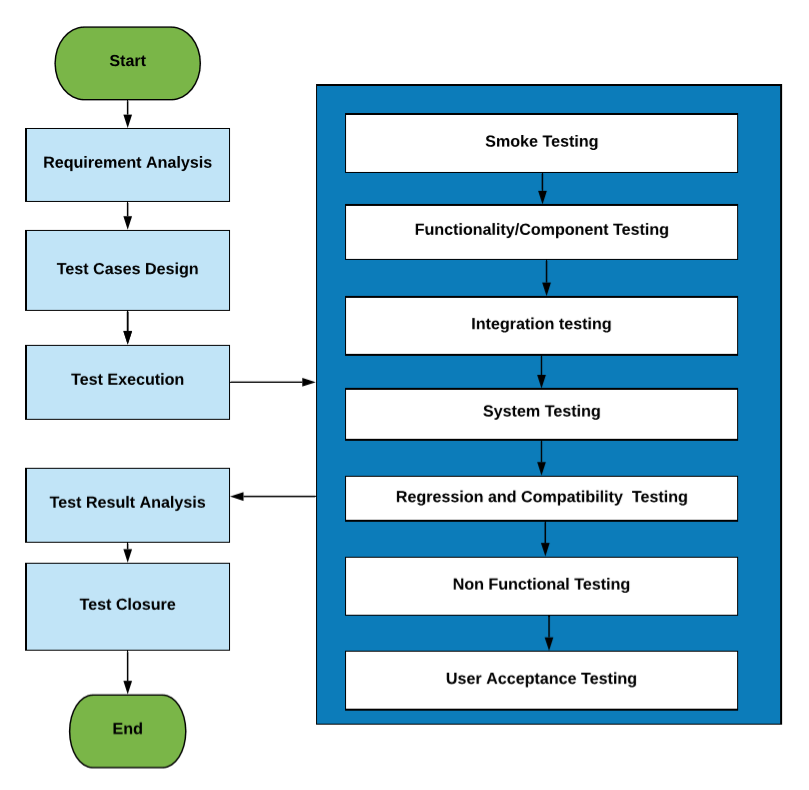 Start
Requirement Analysis
Test Cases Design
Test Execution
Smoke Testing
Functionality/Component Testing
Integration testing
System Testing
Regression and Compatibility  Testing
Non Functional Testing
User Acceptance Testing
Test Result Analysis
Test Closure
End